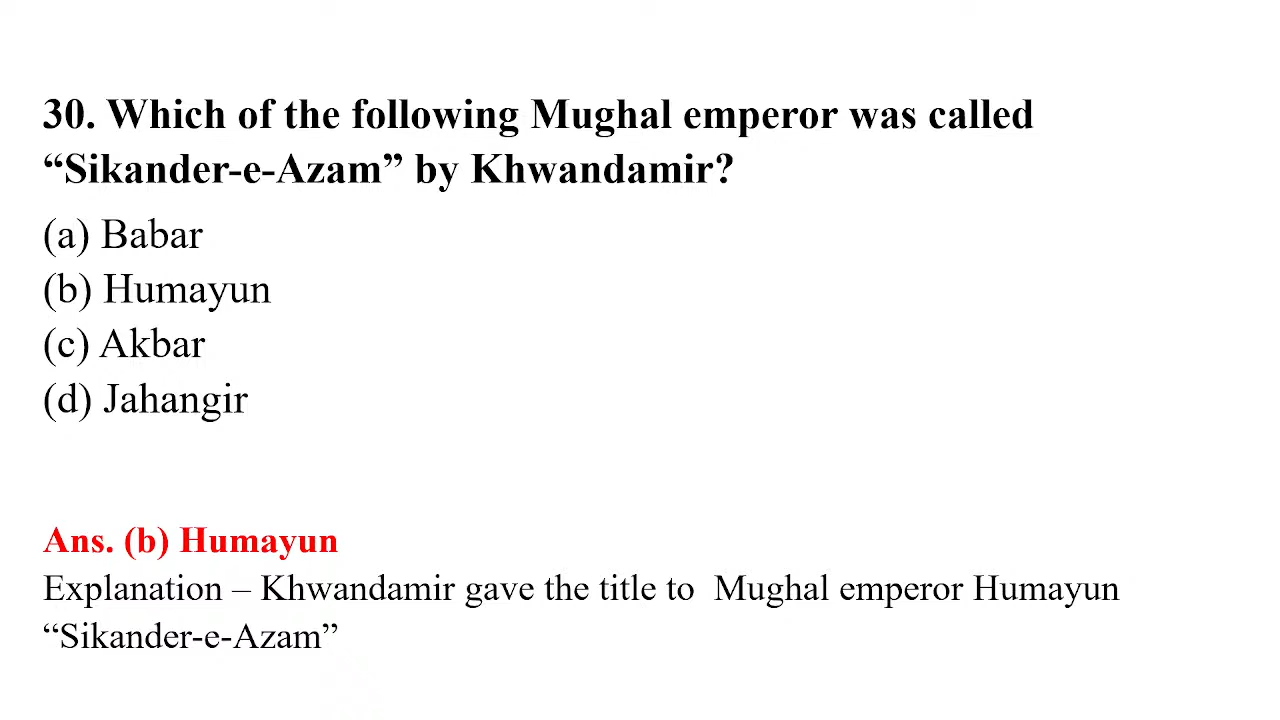 30. Which of the following Mughal emperor was called
“Sikander-e-Azam” by Khwandamir?
(a) Babar
(b) Humayun
(c) Akbar
(d) Jahangir
Ans. (b) Humayun
Explanation – Khwandamir gave the title to  Mughal emperor Humayun
“Sikander-e-Azam”